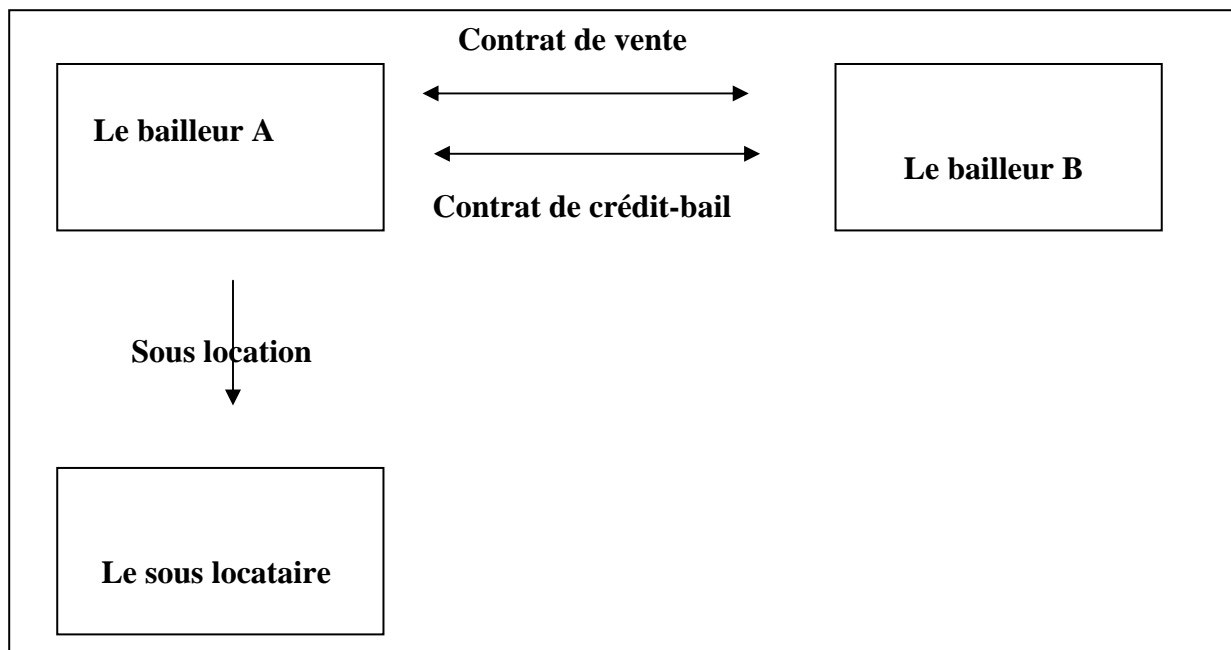 Contrat de vente
Le bailleur A
Le bailleur B
Contrat de crédit-bail
Sous location
Le sous locataire